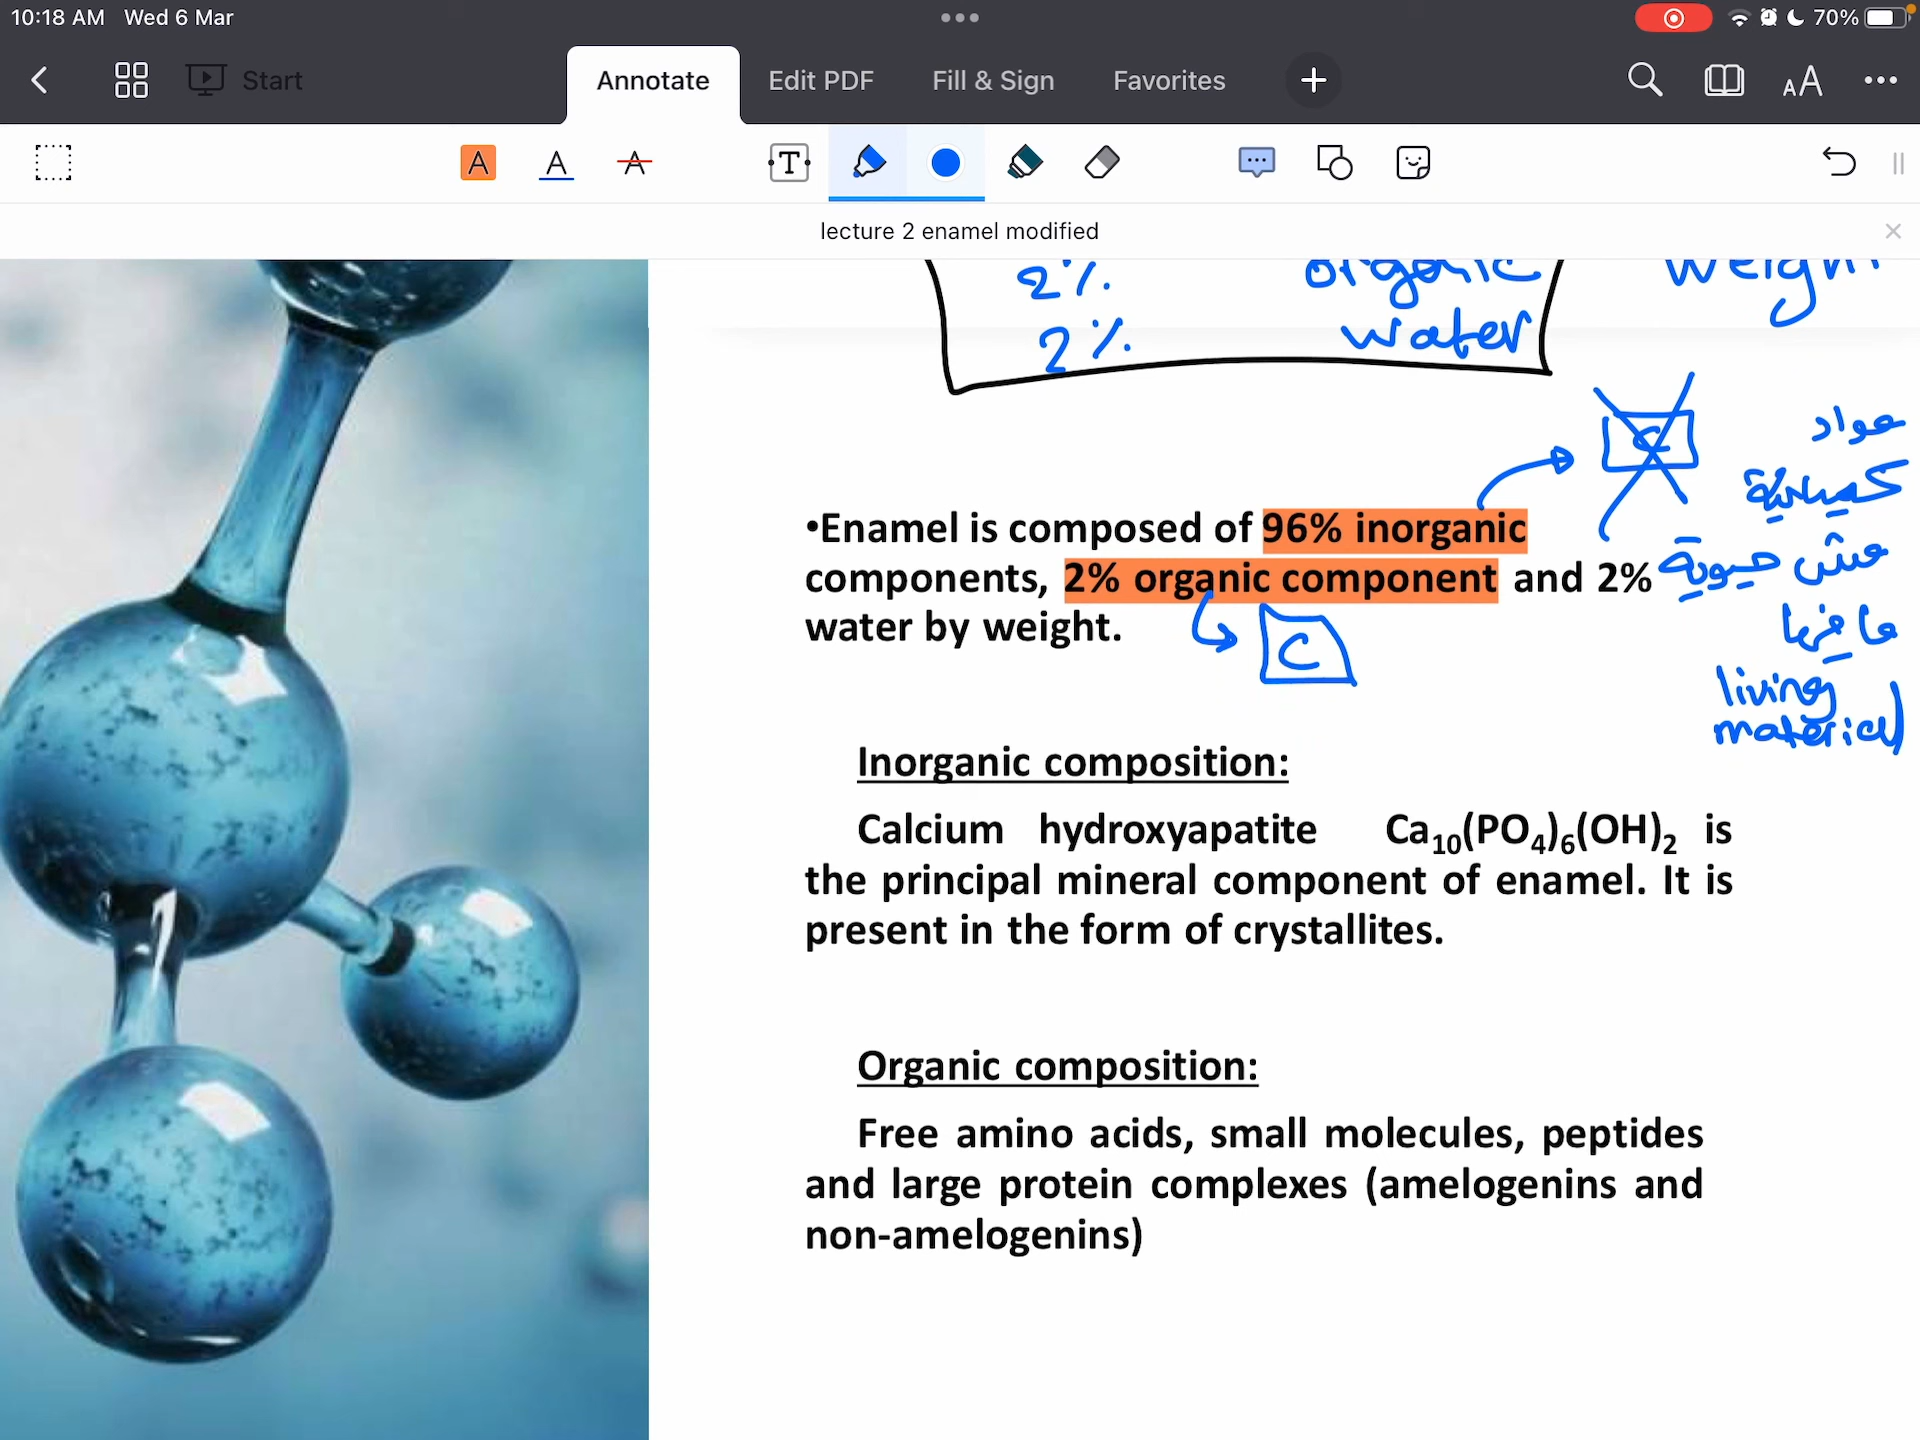 10:18 AM Wed 6 Mar
70%
Start
Annotate
Edit PDF
Fill & Sign
Favorites
AA
A A A T
lecture 2 enamel modified
2% organic weight
2% water
C
مواد
كيميائية
مش حيوية
ما فيها
living
material
•Enamel is composed of 96% inorganic
components, 2% organic component and 2%
water by weight.
C
Inorganic composition:
Calcium hydroxyapatite Ca₁₀(PO₄)₆(OH)₂ is
the principal mineral component of enamel. It is
present in the form of crystallites.
Organic composition:
Free amino acids, small molecules, peptides
and large protein complexes (amelogenins and
non-amelogenins)